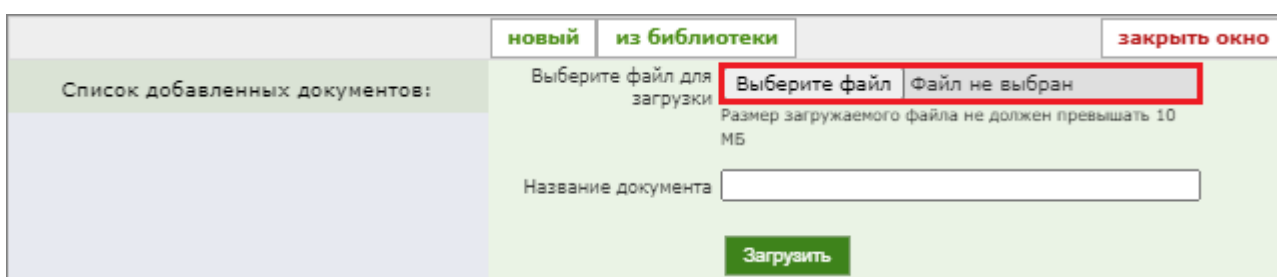 новый из библиотеки закрыть окно
Список добавленных документов:
Выберите файл для
загрузки
Выберите файл Файл не выбран
Размер загружаемого файла не должен превышать 10
МБ
Название документа
Загрузить